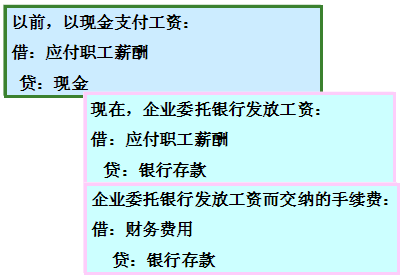 以前，以现金支付工资：
借：应付职工薪酬
贷：现金
现在，企业委托银行发放工资：
借：应付职工薪酬
贷：银行存款
企业委托银行发放工资而交纳的手续费：
借：财务费用
贷：银行存款